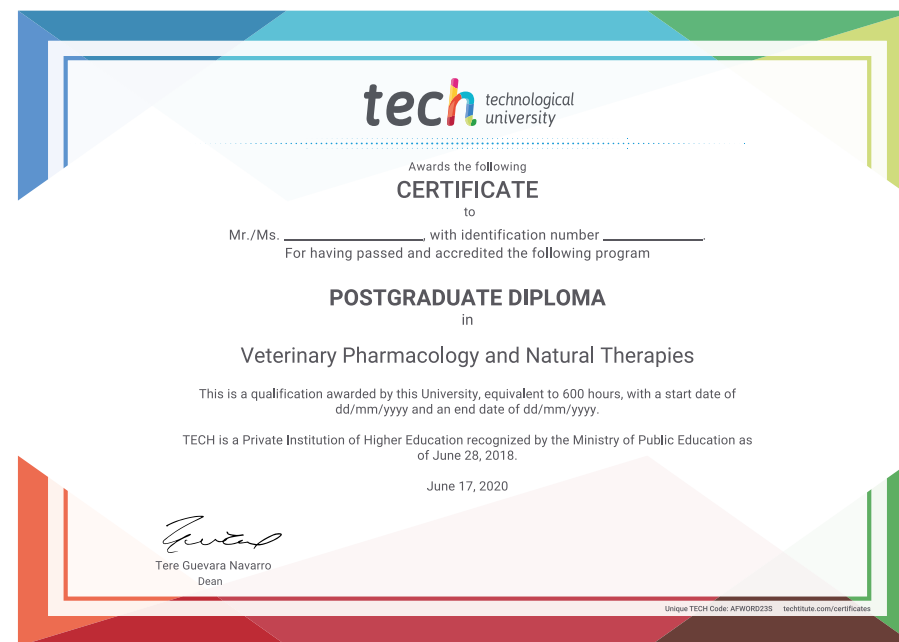 tech technological
university
Awards the following
CERTIFICATE
to
Mr./Ms. ____________, with identification number ____________.
For having passed and accredited the following program
POSTGRADUATE DIPLOMA
in
Veterinary Pharmacology and Natural Therapies
This is a qualification awarded by this University, equivalent to 600 hours, with a start date of
dd/mm/yyyy and an end date of dd/mm/yyyy.
TECH is a Private Institution of Higher Education recognized by the Ministry of Public Education as
of June 28, 2018.
June 17, 2020
Tere Guevara Navarro
Dean
Unique TECH Code: AFWORD23S techtitute.com/certificates